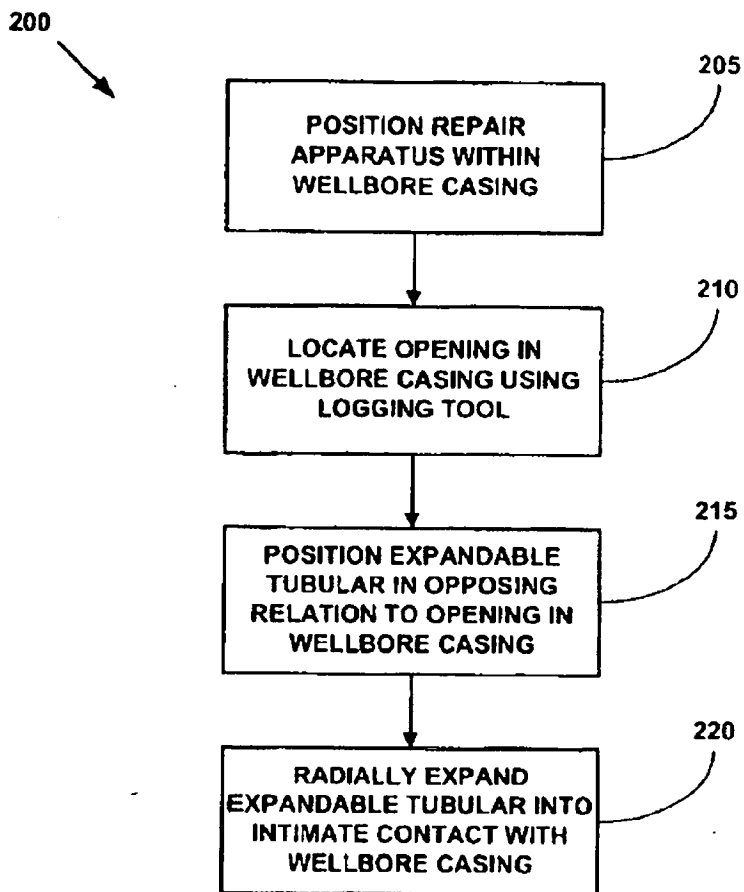 200
205
POSITION REPAIR
APPARATUS WITHIN
WELLBORE CASING
210
LOCATE OPENING IN
WELLBORE CASING USING
LOGGING TOOL
215
POSITION EXPANDABLE
TUBULAR IN OPPOSING
RELATION TO OPENING IN
WELLBORE CASING
220
RADIALLY EXPAND
EXPANDABLE TUBULAR INTO
INTIMATE CONTACT WITH
WELLBORE CASING